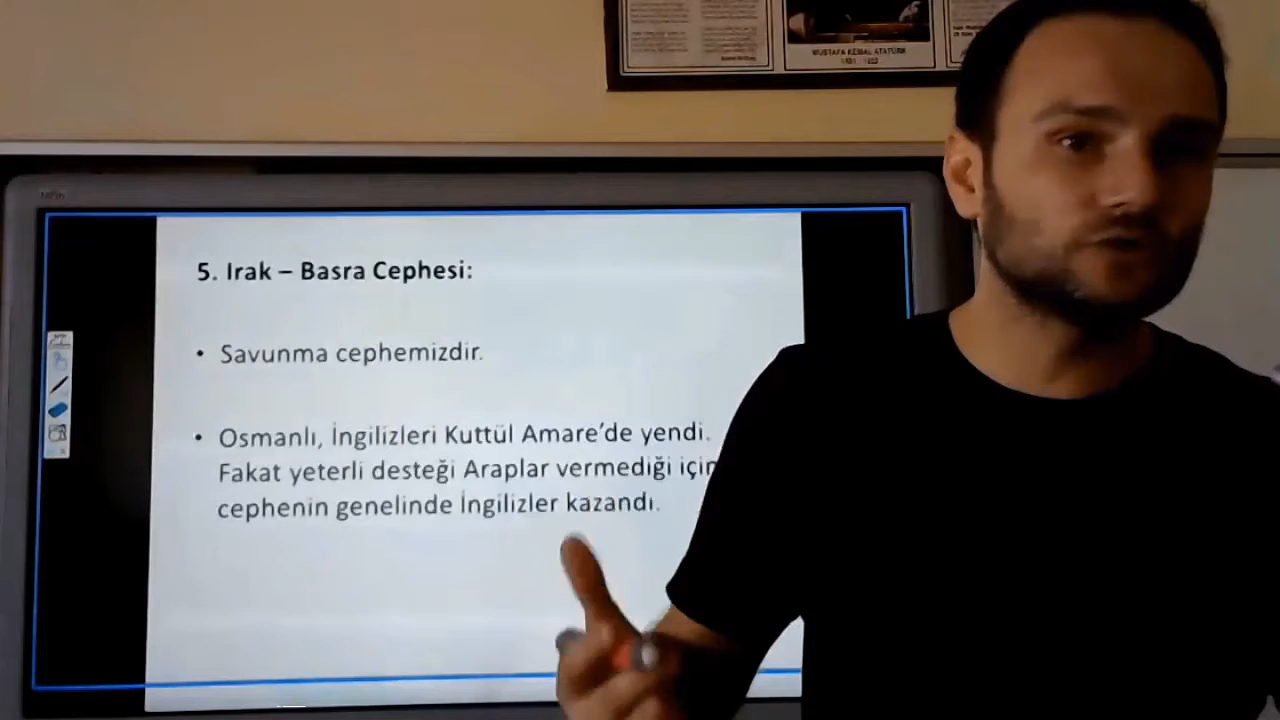 MUSTAFA KEMAL ATATÜRK
5. Irak – Basra Cephesi:
• Savunma cephemizdir.
• Osmanlı, İngilizleri Kuttül Amare’de yendi.
Fakat yeterli desteği Araplar vermediği için
cephenin genelinde İngilizler kazandı.